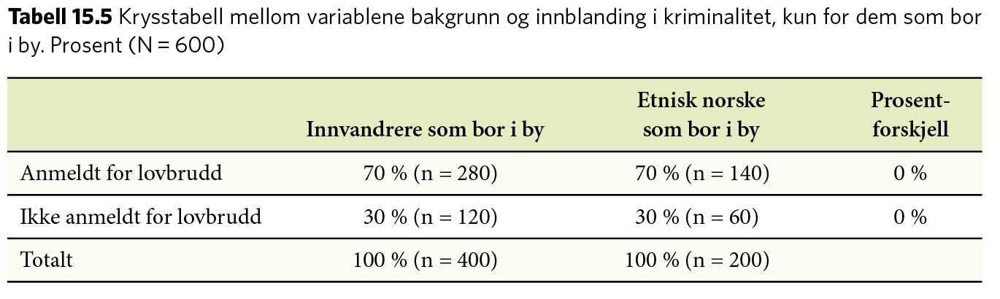 Tabell 15.5 Krysstabell mellom variablene bakgrunn og innblanding i kriminalitet, kun for dem som bor
i by. Prosent (N = 600)
Innvandrere som bor i by
Etnisk norske
som bor i by
Prosent-
forskjell
Anmeldt for lovbrudd 70 % (n = 280) 70 % (n = 140) 0 %
Ikke anmeldt for lovbrudd 30 % (n = 120) 30 % (n = 60) 0 %
Totalt 100 % (n = 400) 100 % (n = 200)